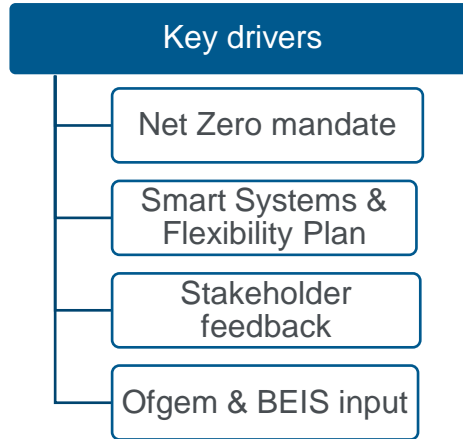 Key drivers
Net Zero mandate
Smart Systems &
Flexibility Plan
Stakeholder
feedback
Ofgem & BEIS input